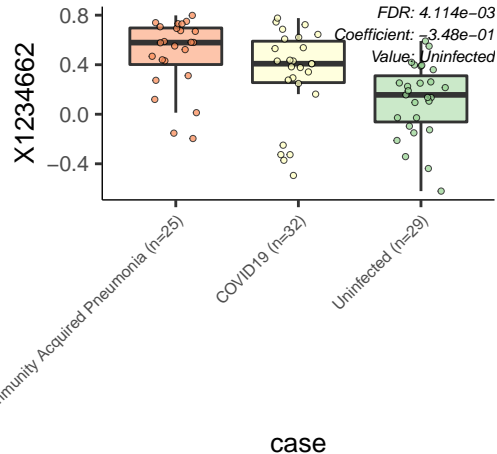 FDR: 4.114e−03
Coefficient: −3.48e−01
Value: Uninfected
X1234662
0.8
0.4
0.0
−0.4
Acquired Pneumonia (n=25)
COVID19 (n=32)
Uninfected (n=29)
case